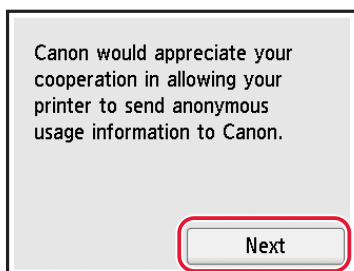 Canon would appreciate your
cooperation in allowing your
printer to send anonymous
usage information to Canon.
Next